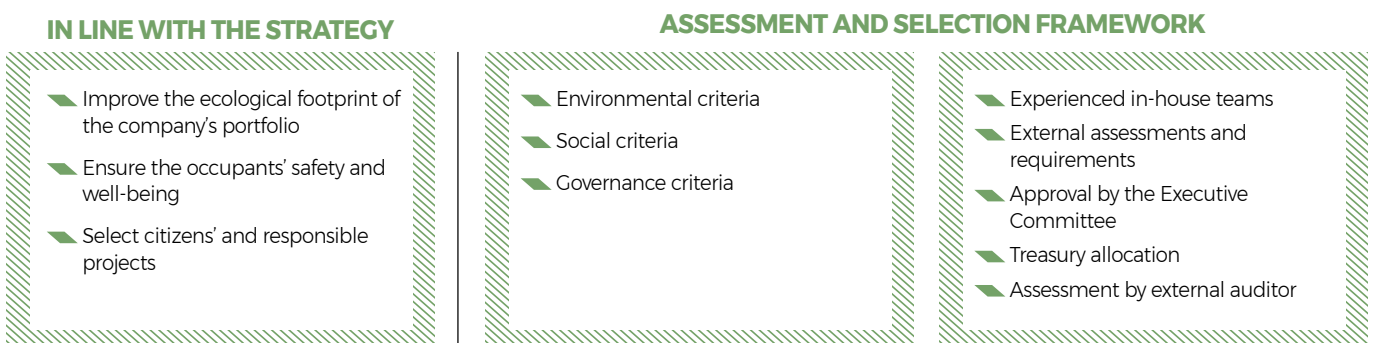 IN LINE WITH THE STRATEGY
Improve the ecological footprint of
the company's portfolio
Ensure the occupants' safety and
well-being
Select citizens' and responsible
projects
ASSESSMENT AND SELECTION FRAMEWORK
Environmental criteria
Social criteria
Governance criteria
Experienced in-house teams
External assessments and
requirements
Approval by the Executive
Committee
Treasury allocation
Assessment by external auditor